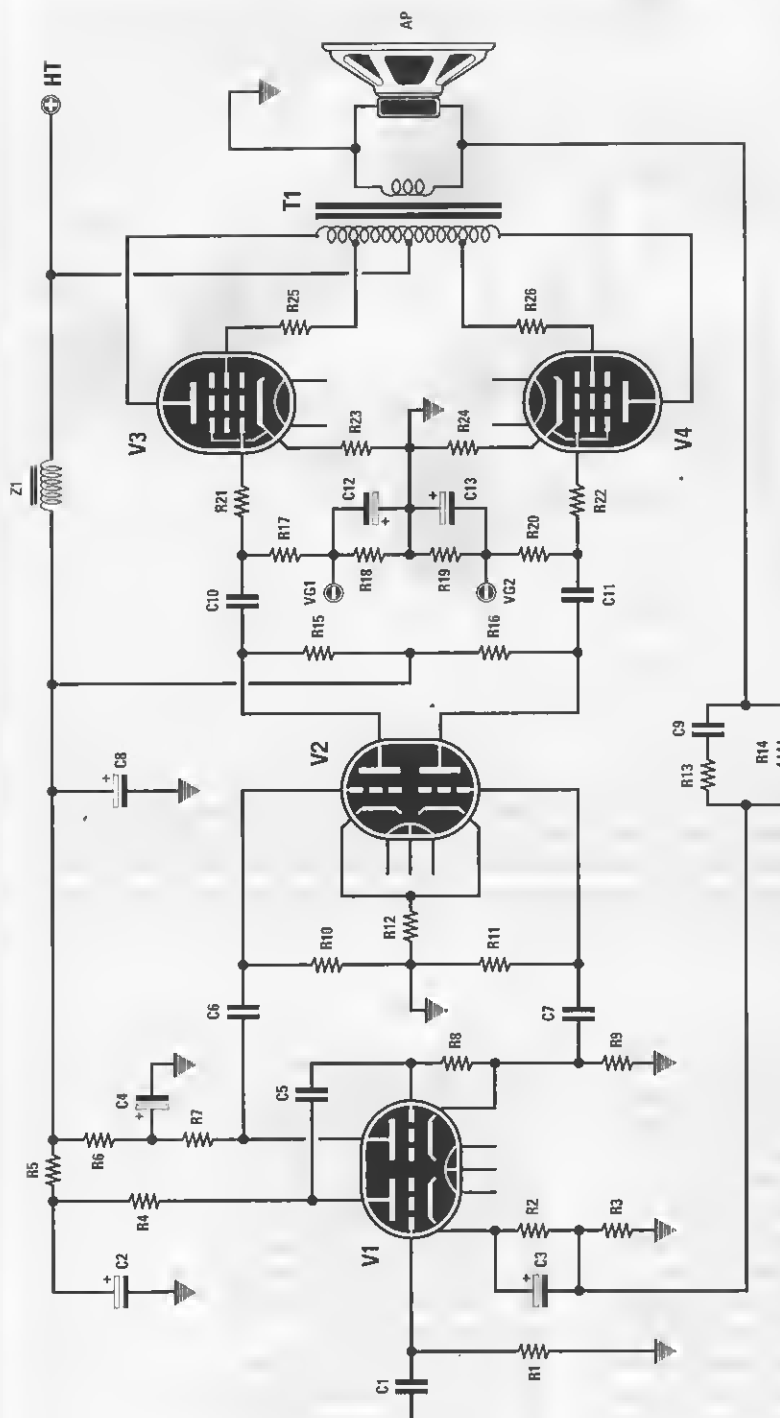 AP
HT
T1
Z1
R25
R26
V3
V4
R23
R24
R21
R22
C12
+
C13
+
R17
R18
R19
R20
VG1
VG2
C10
C11
R15
R16
V2
C8
+
C9
R13
R14
R12
R10
R11
C6
C7
C4
+
C5
R8
R9
R5
R6
R7
R4
V1
R2
R3
C2
+
C3
+
R1
C1